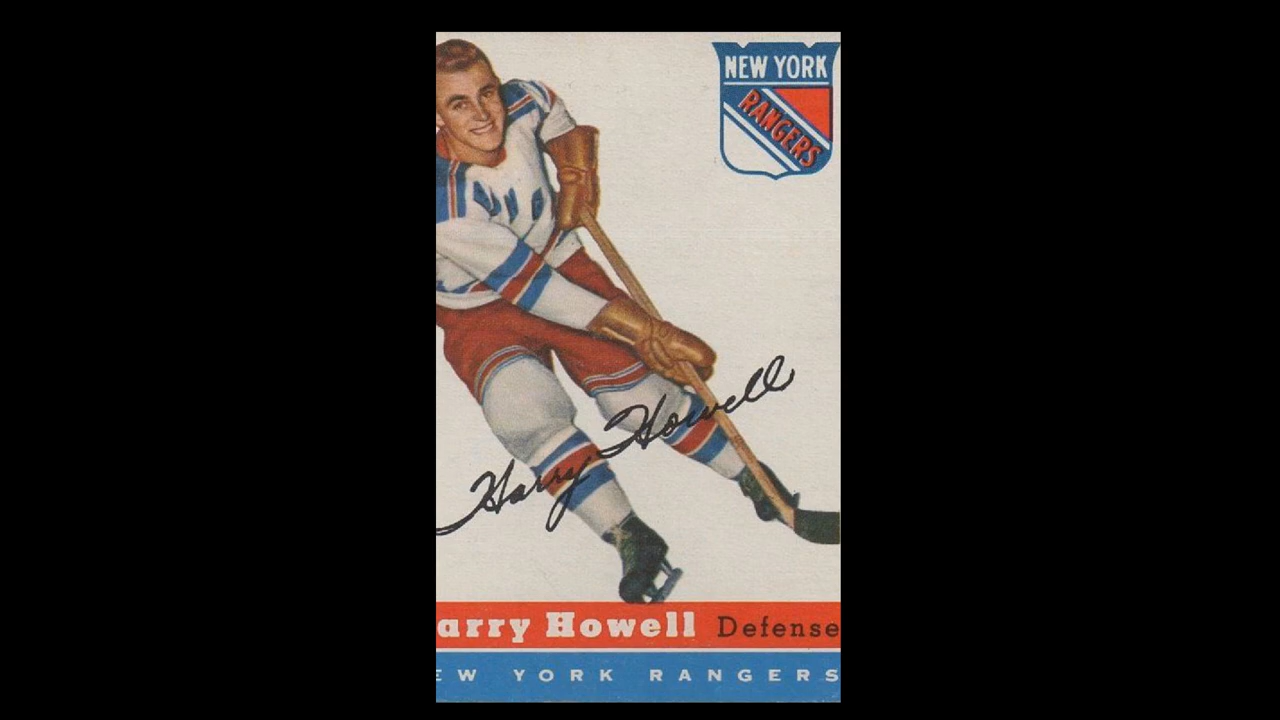 NEW YORK
RANGERS
Harry Howell
arry Howell Defense
EW YORK RANGERS